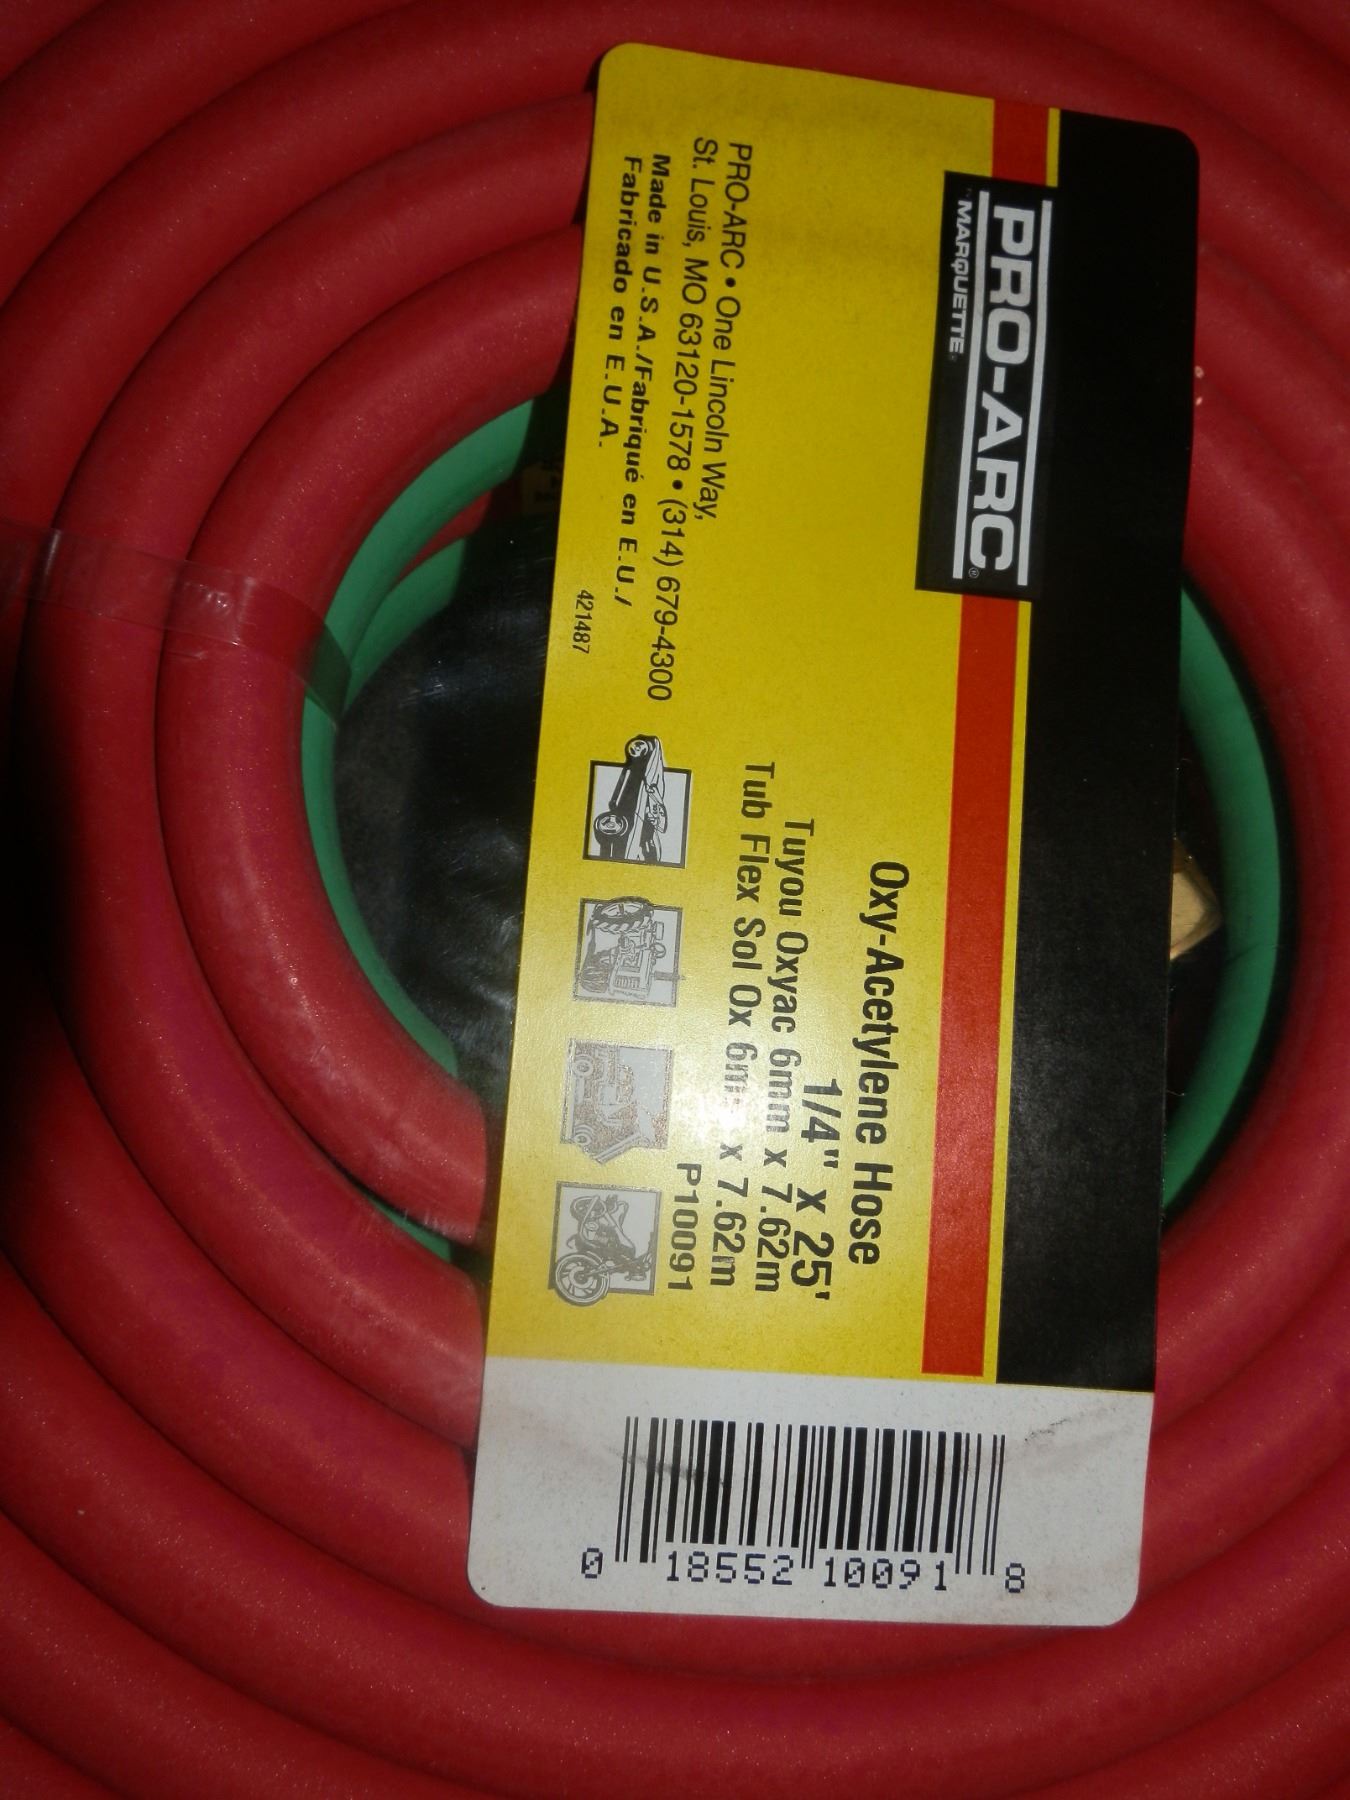 PRO-ARC®
MARQUETTE
Oxy-Acetylene Hose
1/4" x 25'
Tuyou Oxyac 6mm x 7.62m
Tub Flex Sol Ox 6mm x 7.62m
P10091
PRO-ARC • One Lincoln Way,
St. Louis, MO 63120-1578 • (314) 679-4300
Made in U.S.A./Fabriqué en E.U./
Fabricado en E.U.A.
421487
0 18552 10091 8